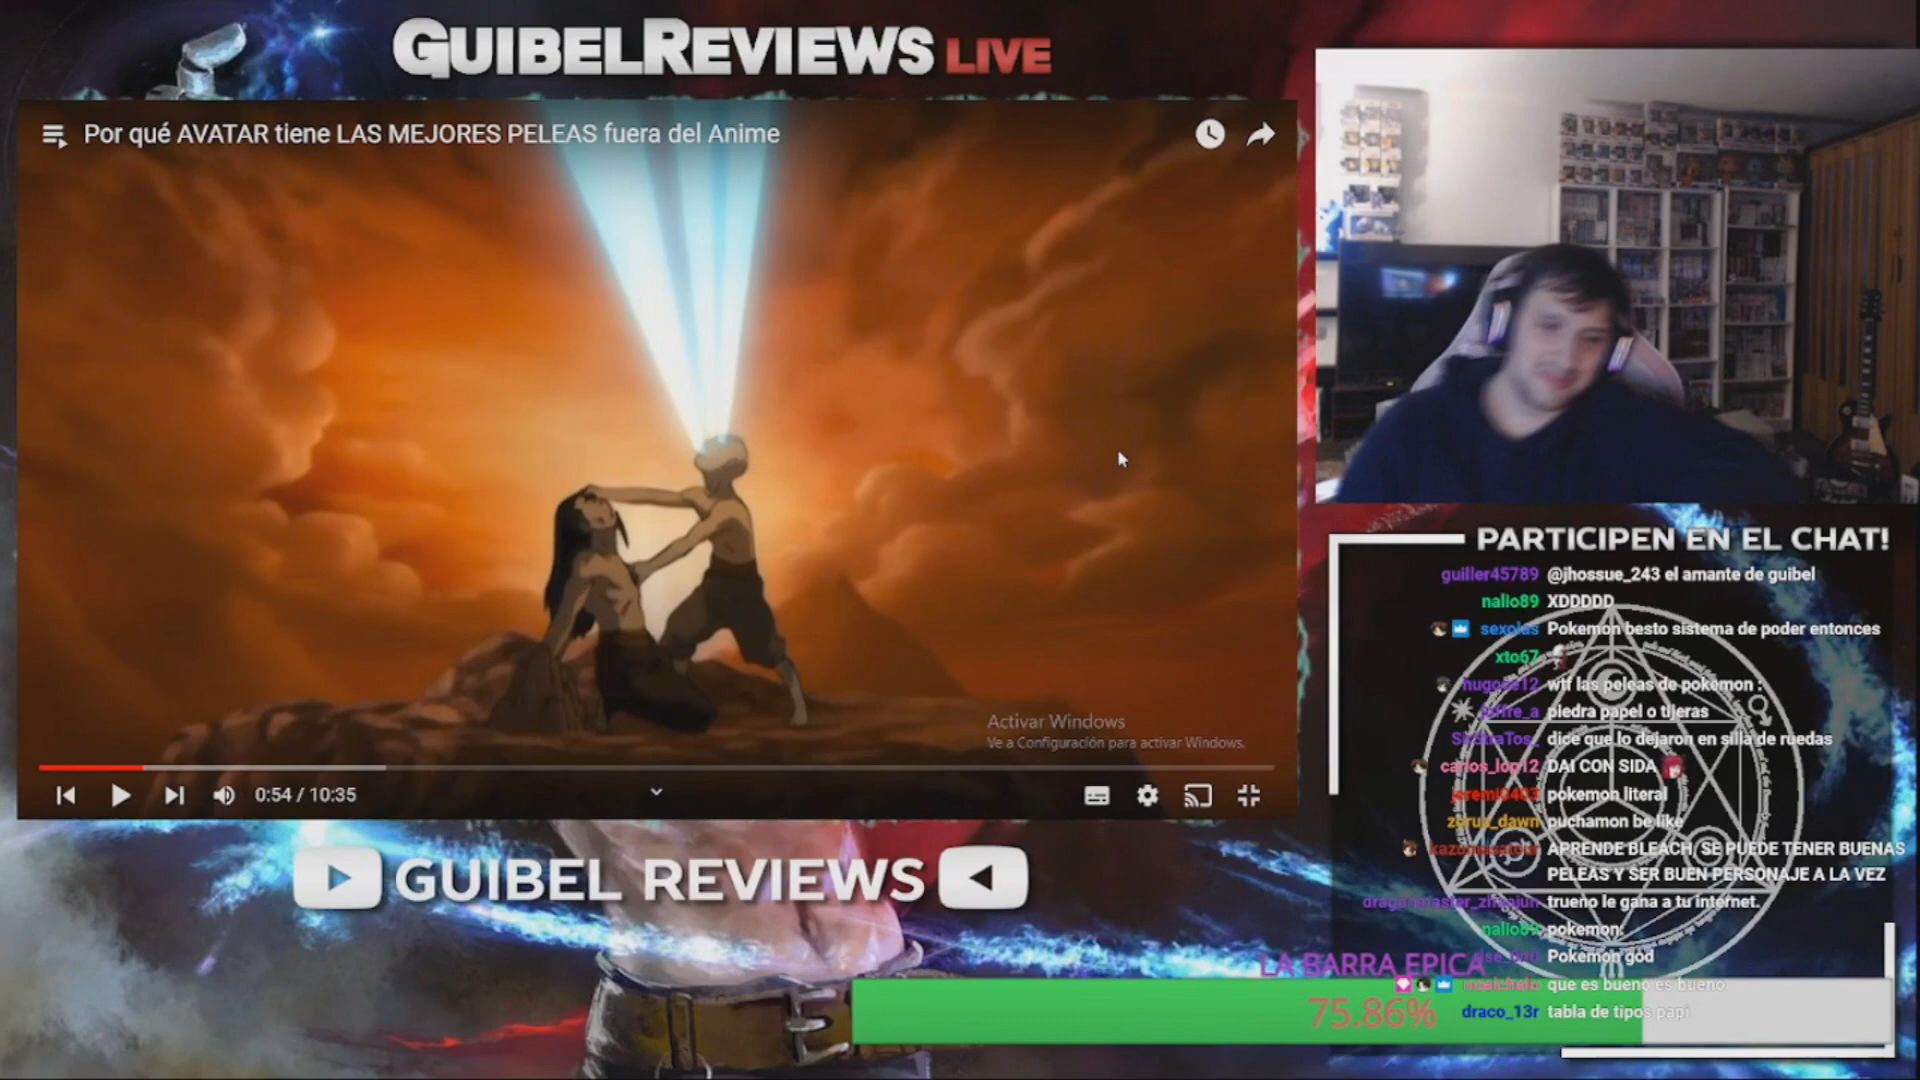 GUIBELREVIEWS LIVE
Por qué AVATAR tiene LAS MEJORES PELEAS fuera del Anime
Activar Windows
Ve a Configuración para activar Windows.
0:54 / 10:35
GUIBEL REVIEWS
PARTICIPEN EN EL CHAT!
guiller45789 @jhossue_243 el amante de guibel
nalio89 XDDDDD
sexolas Pokemon besto sistema de poder entonces
xto67
wtf las peleas de pokemon :
piedra papel o tijeras
dice que lo dejaron en silla de ruedas
carlos_lop12 DAI CON SIDA
pokemon literal
zorua_dawn puchamon be like
APRENDE BLEACH, SE PUEDE TENER BUENAS
PELEAS Y SER BUEN PERSONAJE A LA VEZ
trueno le gana a tu internet.
nalio89 pokemon:
Pokemon god
que es bueno es bueno
draco_13r tabla de tipos papi
LA BARRA EPICA
75.86%